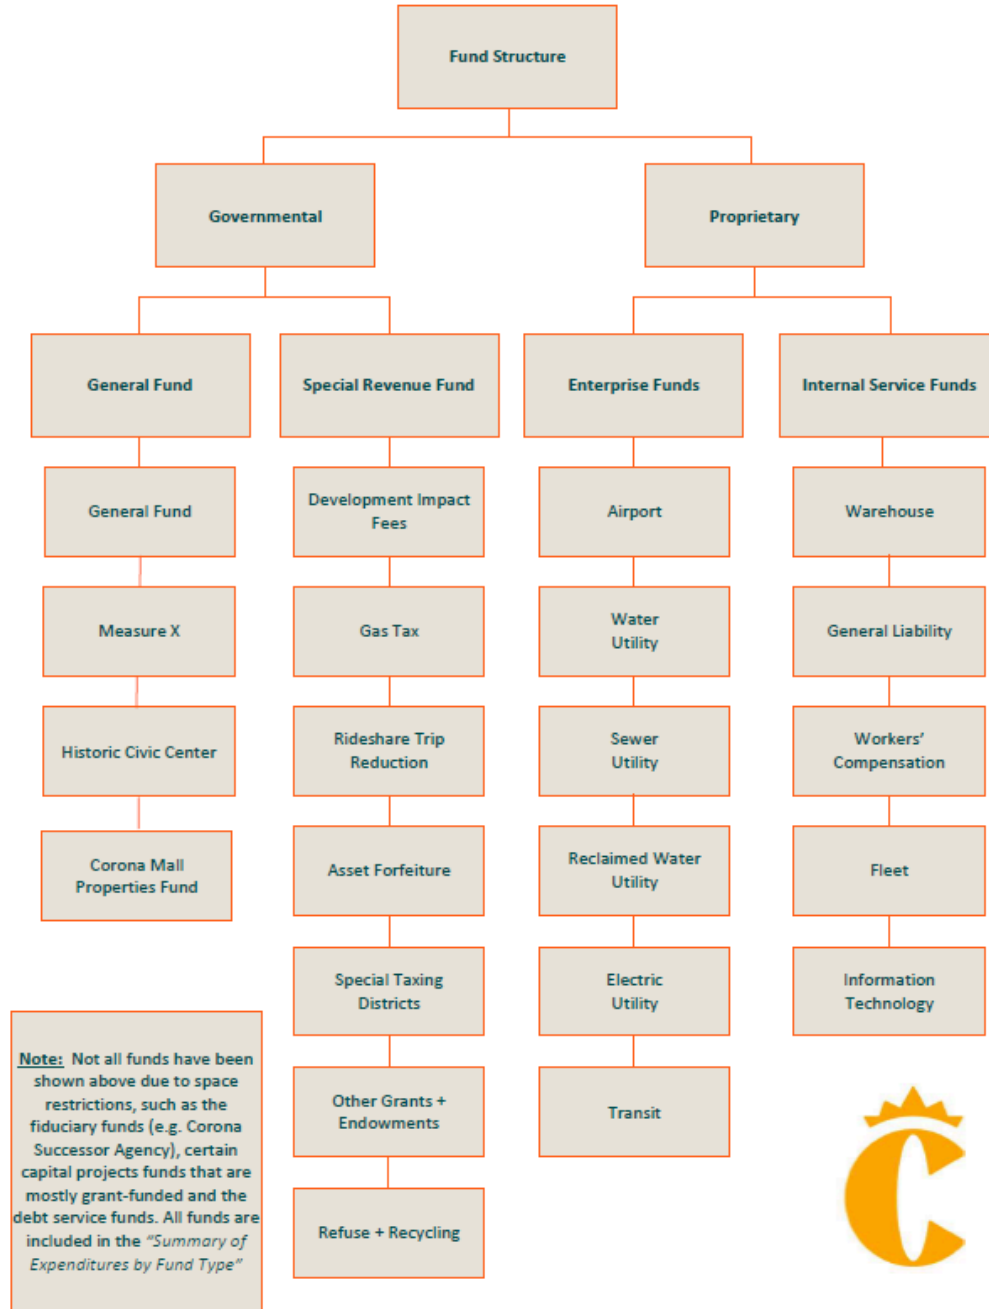 Fund Structure
Governmental
Proprietary
General Fund
Special Revenue Fund
Enterprise Funds
Internal Service Funds
General Fund
Measure X
Historic Civic Center
Corona Mall
Properties Fund
Development Impact
Fees
Gas Tax
Rideshare Trip
Reduction
Asset Forfeiture
Special Taxing
Districts
Other Grants +
Endowments
Refuse + Recycling
Airport
Water
Utility
Sewer
Utility
Reclaimed Water
Utility
Electric
Utility
Transit
Warehouse
General Liability
Workers’
Compensation
Fleet
Information
Technology
Note: Not all funds have been
shown above due to space
restrictions, such as the
fiduciary funds (e.g. Corona
Successor Agency), certain
capital projects funds that are
mostly grant-funded and the
debt service funds. All funds are
included in the “Summary of
Expenditures by Fund Type”
C